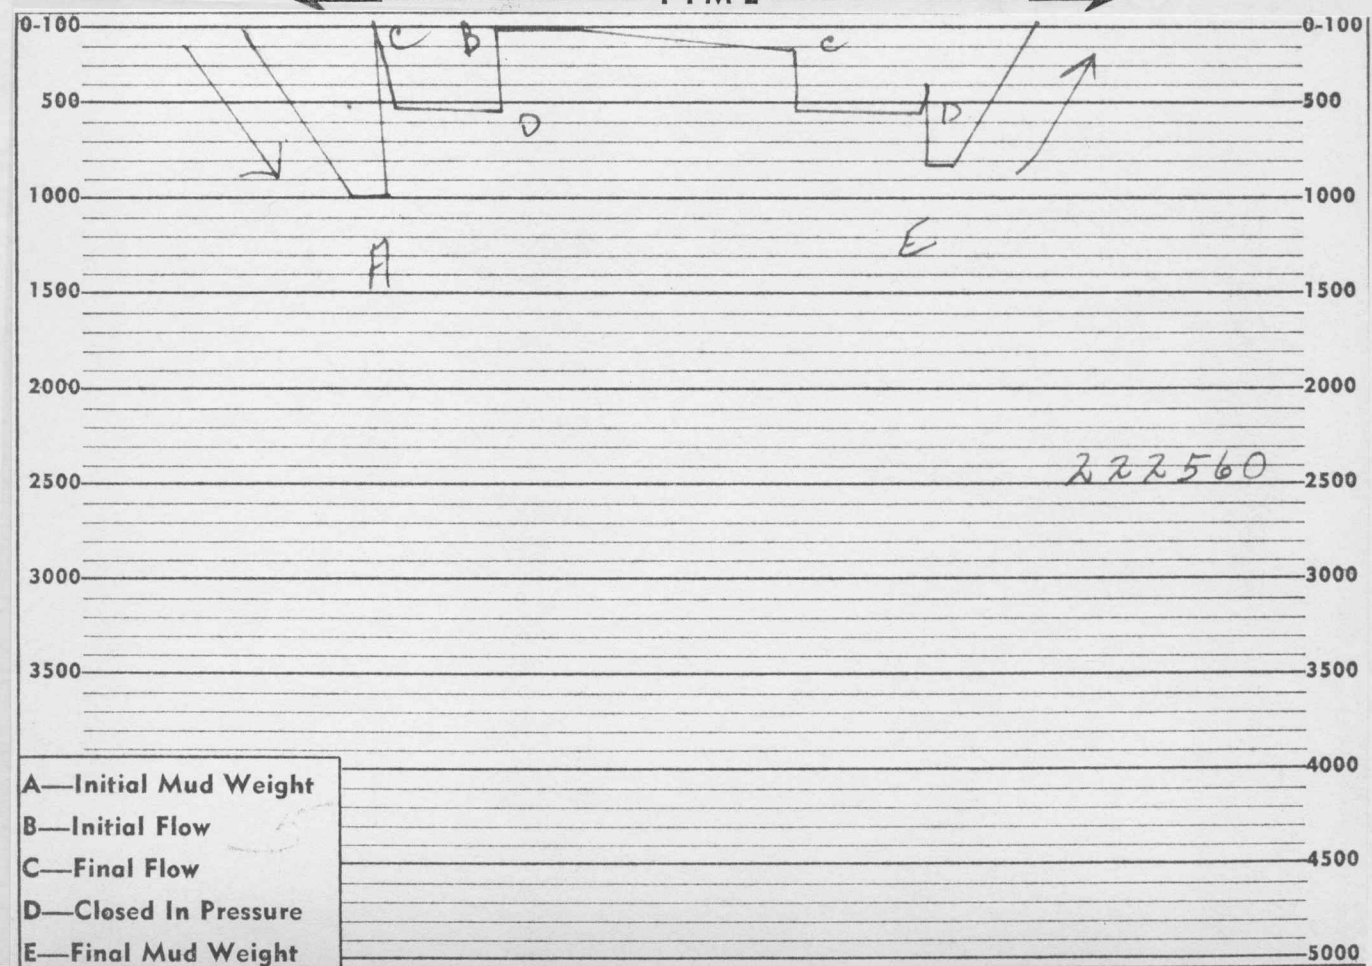 TIME
0-100 C B C 0-100
500 D D 500
1000 1000
A E
1500 1500
2000 2000
222560
2500 2500
3000 3000
3500 3500
4000
A—Initial Mud Weight
B—Initial Flow
4500
C—Final Flow
D—Closed In Pressure
E—Final Mud Weight 5000